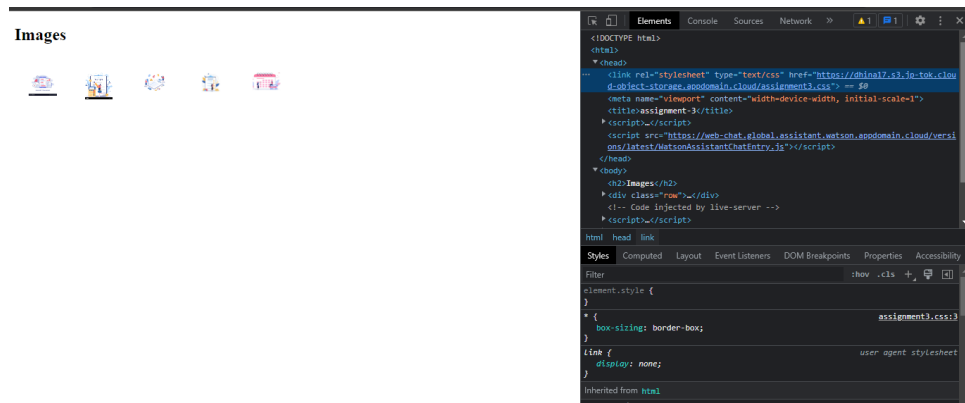 Images
Elements Console Sources Network » 1 1
<!DOCTYPE html>
<html>
<head>
<link rel="stylesheet" type="text/css" href="https://dhina17.s3.jp-tok.clou
d-object-storage.appdomain.cloud/assignment3.css"> == $0
<meta name="viewport" content="width=device-width, initial-scale=1">
<title>assignment-3</title>
<script>…</script>
<script src="https://web-chat.global.assistant.watson.appdomain.cloud/versi
ons/latest/WatsonAssistantChatEntry.js"></script>
</head>
<body>
<h2>Images</h2>
<div class="row">…</div>
<!-- Code injected by live-server -->
<script>…</script>
html head link
Styles Computed Layout Event Listeners DOM Breakpoints Properties Accessibility
Filter :hov .cls +
element.style {
}
* { assignment3.css:3
box-sizing: border-box;
}
link { user agent stylesheet
display: none;
}
Inherited from html